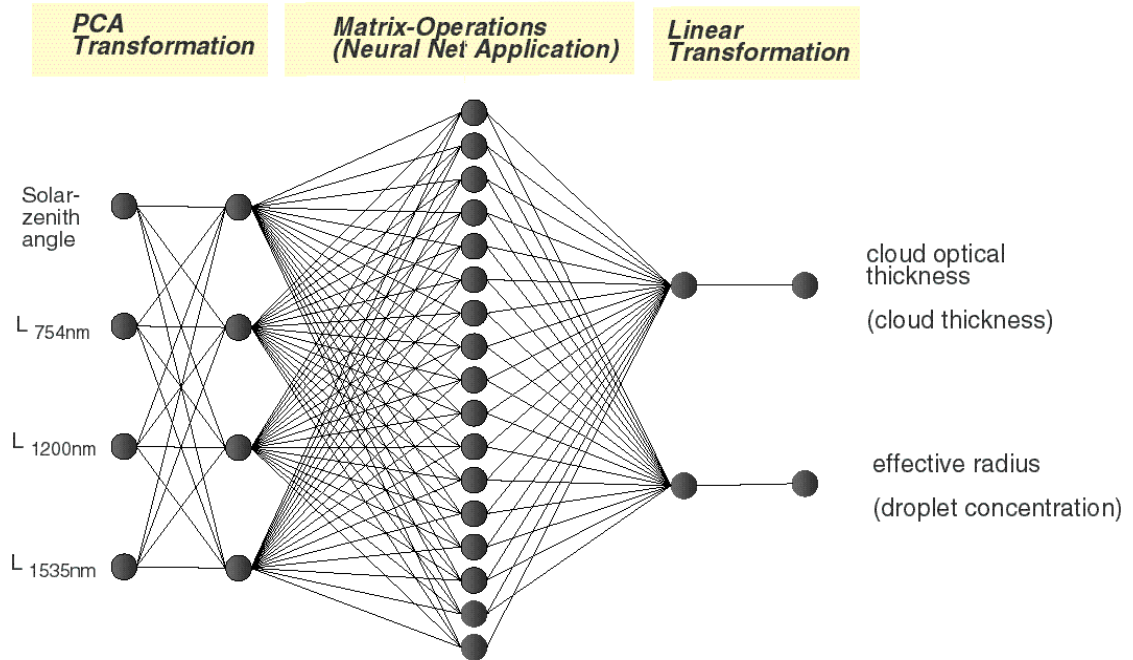 PCA
Transformation
Matrix-Operations
(Neural Net Application)
Linear
Transformation
Solar-
zenith
angle
L 754nm
L 1200nm
L 1535nm
cloud optical
thickness
(cloud thickness)
effective radius
(droplet concentration)